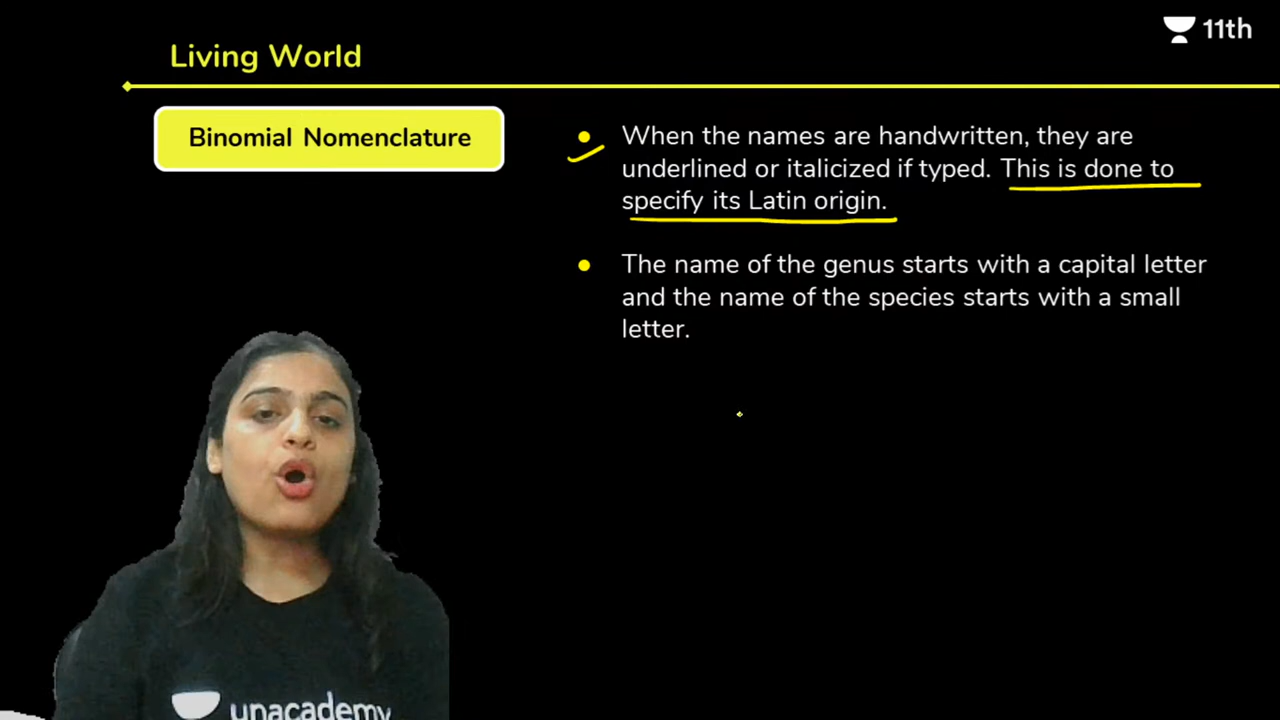 11th
Living World
Binomial Nomenclature
When the names are handwritten, they are
underlined or italicized if typed. This is done to
specify its Latin origin.
The name of the genus starts with a capital letter
and the name of the species starts with a small
letter.
unacademy